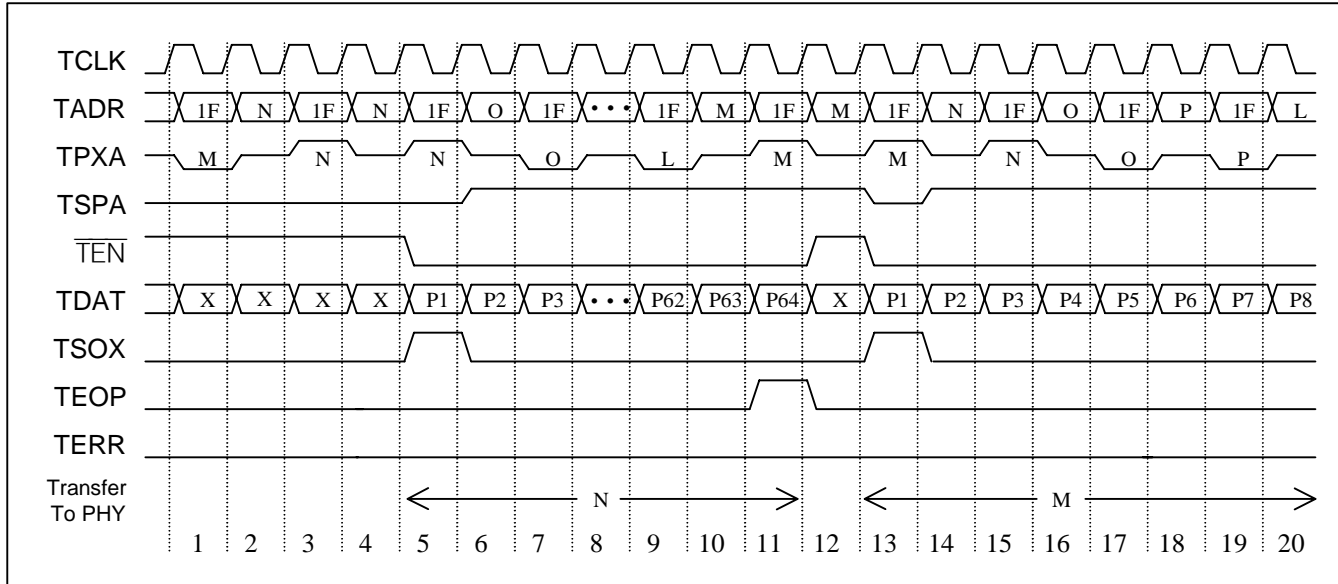 TCLK
TADR 1F N 1F N 1F O 1F ••• 1F M 1F M 1F N 1F O 1F P 1F L
TPXA M N N O L M M N O P
TSPA
TEN
TDAT X X X X P1 P2 P3 ••• P62 P63 P64 X P1 P2 P3 P4 P5 P6 P7 P8
TSOX
TEOP
TERR
Transfer
To PHY N M
1 2 3 4 5 6 7 8 9 10 11 12 13 14 15 16 17 18 19 20